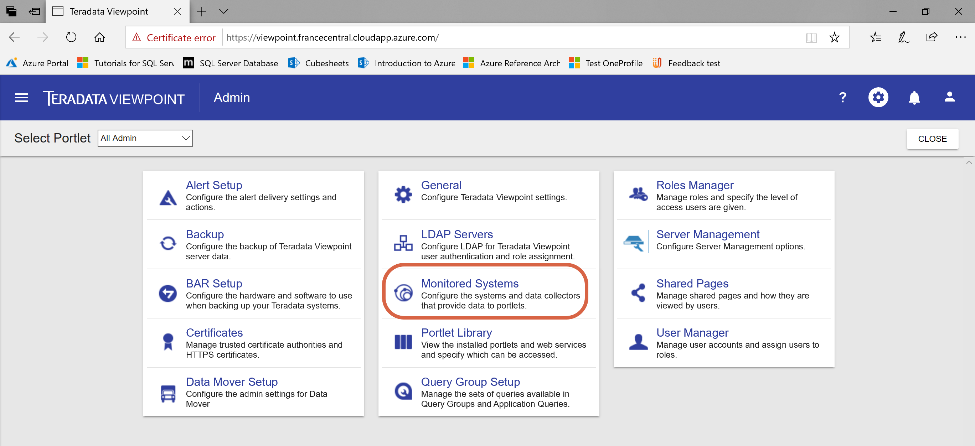 Teradata Viewpoint
Certificate error
https://viewpoint.francecentral.cloudapp.azure.com/
Azure Portal
Tutorials for SQL Serv
SQL Server Database
Cubesheets
Introduction to Azure
Azure Reference Arch
Test OneProfile
Feedback test
TERADATA VIEWPOINT
Admin
?
Select Portlet
All Admin
CLOSE
Alert Setup
Configure the alert delivery settings and
actions.
Backup
Configure the backup of Teradata Viewpoint
server data.
BAR Setup
Configure the hardware and software to use
when backing up your Teradata systems.
Certificates
Manage trusted certificate authorities and
HTTPS certificates.
Data Mover Setup
Configure the admin settings for Data
Mover
General
Configure Teradata Viewpoint settings.
LDAP Servers
Configure LDAP for Teradata Viewpoint
user authentication and role assignment.
Monitored Systems
Configure the systems and data collectors
that provide data to portlets.
Portlet Library
View the installed portlets and web services
and specify which can be accessed.
Query Group Setup
Manage the sets of queries available in
Query Groups and Application Queries.
Roles Manager
Manage roles and specify the level of
access users are given.
Server Management
Configure Server Management options
Shared Pages
Manage shared pages and how they are
viewed by users.
User Manager
Manage user accounts and assign users to
roles.